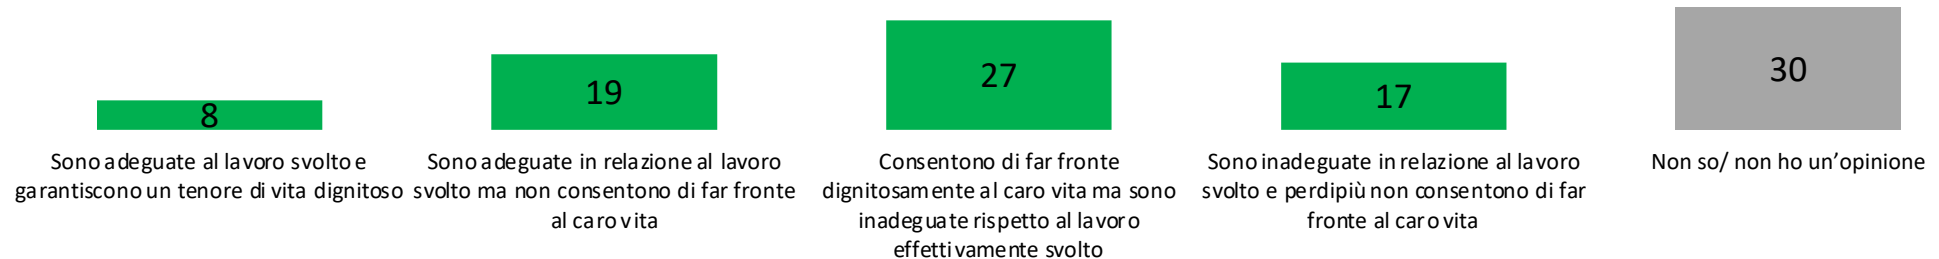 8
19
27
17
30
Sono adeguate al lavoro svolto e
garantiscono un tenore di vita dignitoso
Sono adeguate in relazione al lavoro
svolto ma non consentono di far fronte
al caro vita
Consentono di far fronte
dignitosamente al caro vita ma sono
inadeguate rispetto al lavoro
effettivamente svolto
Sono inadeguate in relazione al lavoro
svolto e perdipiù non consentono di far
fronte al caro vita
Non so/ non ho un’opinione